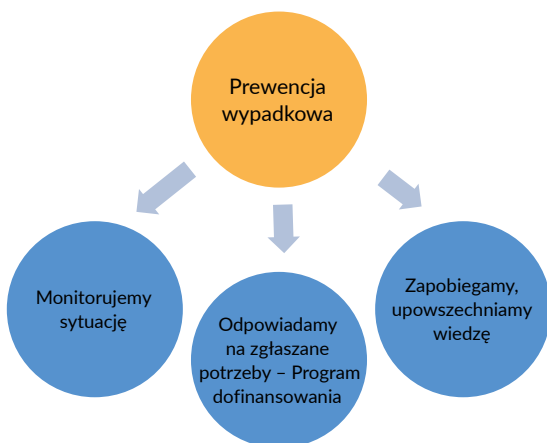 Prewencja
wypadkowa
Monitorujemy
sytuację
Odpowiadamy
na zgłaszane
potrzeby – Program
dofinansowania
Zapobiegamy,
upowszechniamy
wiedzę